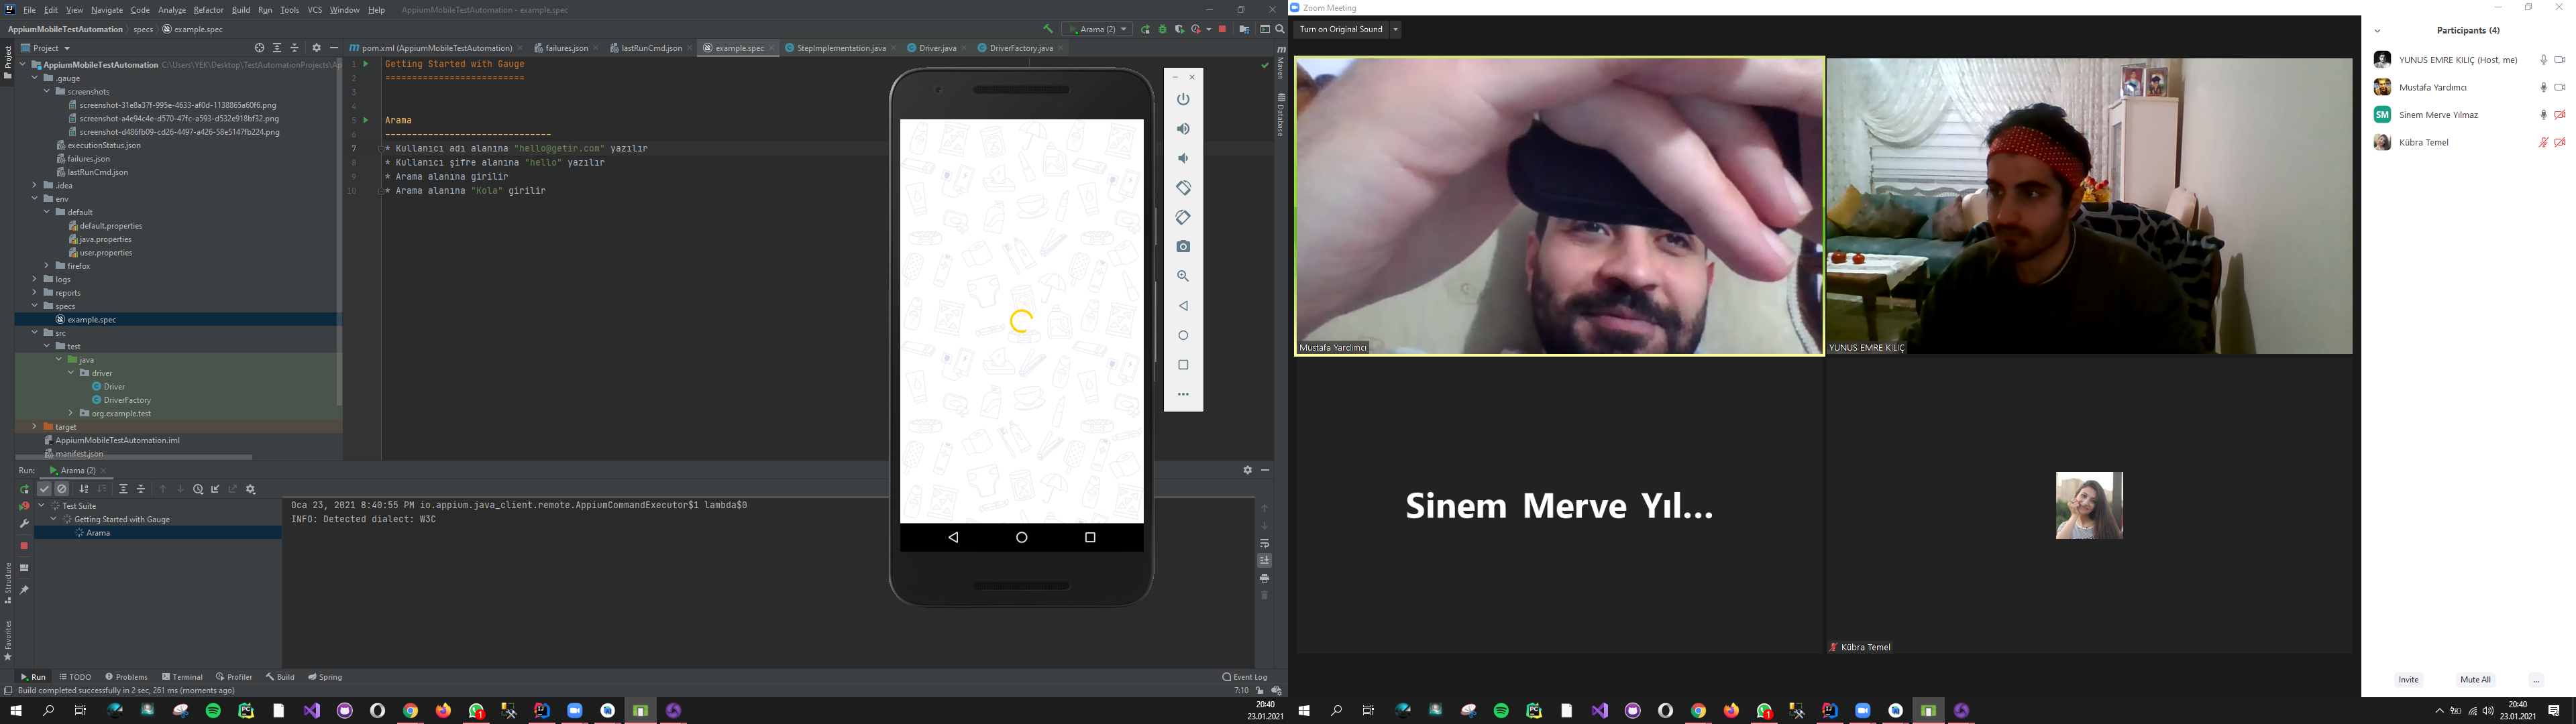 File Edit View Navigate Code Analyze Refactor Build Run Tools VCS Window Help AppiumMobileTestAutomation - example.spec
AppiumMobileTestAutomation specs example.spec
Arama (2)
Project
pom.xml (AppiumMobileTestAutomation) failures.json lastRunCmd.json example.spec StepImplementation.java Driver.java DriverFactory.java
AppiumMobileTestAutomation C:\Users\YEK\Desktop\TestAutomationProjects\Ap
.gauge
screenshots
screenshot-31e8a37f-995e-4633-af0d-1138865a60f6.png
screenshot-a4e94c4e-d570-47fc-a593-d532e918bf32.png
screenshot-d486fb09-cd26-4497-a426-58e5147fb224.png
executionStatus.json
failures.json
lastRunCmd.json
.idea
env
default
default.properties
java.properties
user.properties
firefox
logs
reports
specs
example.spec
src
test
java
driver
Driver
DriverFactory
org.example.test
target
AppiumMobileTestAutomation.iml
manifest.json
1 Getting Started with Gauge
2 ==========================
3
4
5 Arama
6 --------------------------------
7 * Kullanıcı adı alanına "hello@getir.com" yazılır
8 * Kullanıcı şifre alanına "hello" yazılır
9 * Arama alanına girilir
10 * Arama alanına "Kola" girilir
Project
Structure
Favorites
Maven
Database
Run: Arama (2)
Test Suite
Getting Started with Gauge
Arama
Oca 23, 2021 8:40:55 PM io.appium.java_client.remote.AppiumCommandExecutor$1 lambda$0
INFO: Detected dialect: W3C
Run TODO Problems Terminal Profiler Build Spring
Event Log
Build completed successfully in 2 sec, 261 ms (moments ago)
7:10
20:40
23.01.2021
Zoom Meeting
Turn on Original Sound
Mustafa Yardımcı
YUNUS EMRE KILIÇ
Sinem Merve Yıl...
Kübra Temel
Participants (4)
YUNUS EMRE KILIÇ (Host, me)
Mustafa Yardımcı
SM Sinem Merve Yılmaz
Kübra Temel
Invite Mute All ...
20:40
23.01.2021